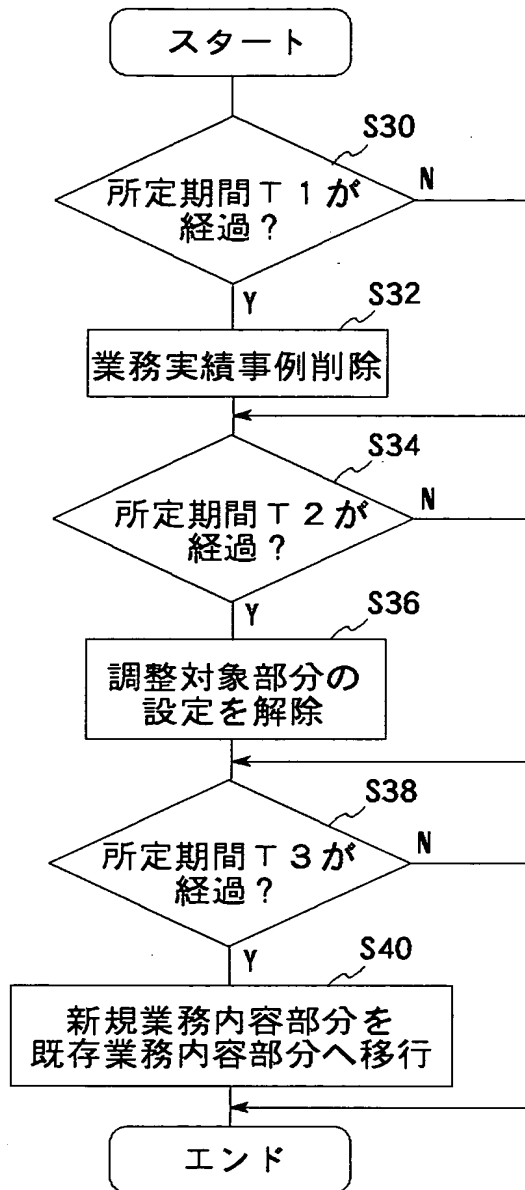 スタート
S30
所定期間T1が
経過?
N
Y
S32
業務実績事例削除
S34
所定期間T2が
経過?
N
Y
S36
調整対象部分の
設定を解除
S38
所定期間T3が
経過?
N
Y
S40
新規業務内容部分を
既存業務内容部分へ移行
エンド